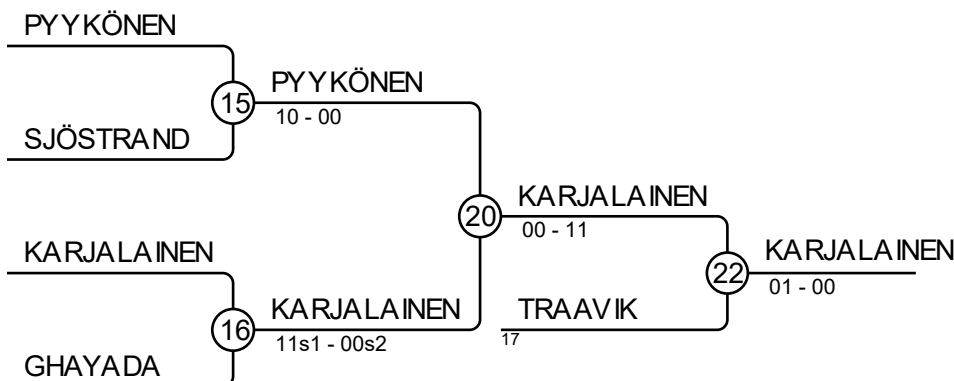 PYYKÖNEN
15
PYYKÖNEN
10 - 00
SJÖSTRAND
20
KARJALAINEN
00 - 11
KARJALAINEN
16
KARJALAINEN
11s1 - 00s2
GHAYADA
22
KARJALAINEN
01 - 00
TRAAVIK
17